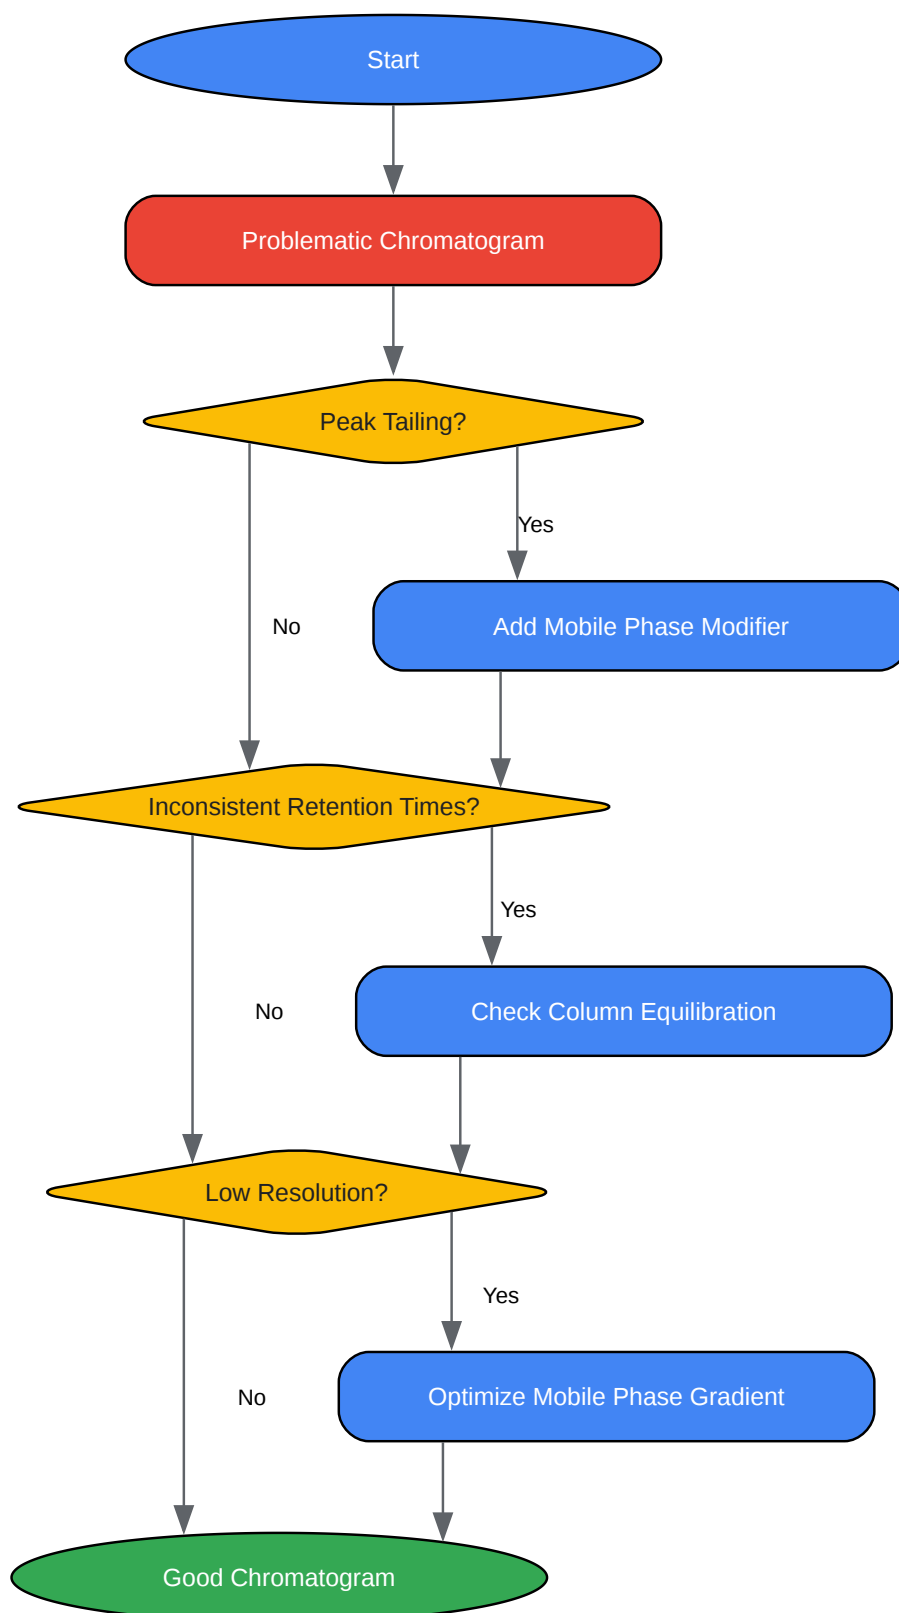 Start
Problematic Chromatogram
Peak Tailing?
Yes
No
Add Mobile Phase Modifier
Inconsistent Retention Times?
Yes
No
Check Column Equilibration
Low Resolution?
Yes
No
Optimize Mobile Phase Gradient
Good Chromatogram